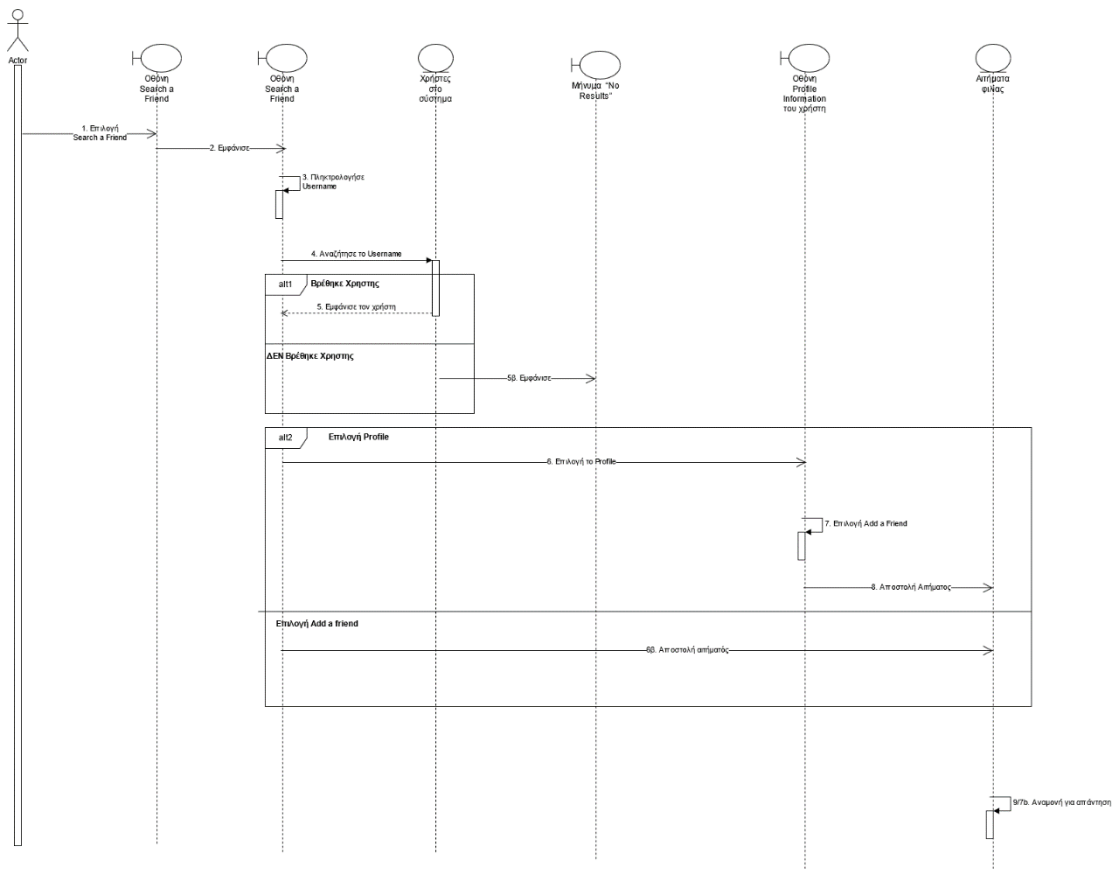 Actor
Οθόνη
Search a
Friend
Οθόνη
Search a
Friend
Χρήστες
στο
σύστημα
Μήνυμα "No
Results"
Οθόνη
Profile
Information
του χρήστη
Αιτήματα
φιλίας
1. Επιλογή
Search a Friend
2. Εμφάνισε
3. Πληκτρολογήσε
Username
4. Αναζήτησε το Username
alt1 Βρέθηκε Χρηστης
5. Εμφάνισε τον χρήστη
ΔΕΝ Βρέθηκε Χρηστης
5β. Εμφάνισε
alt2 Επιλογή Profile
6. Επιλογή το Profile
7. Επιλογή Add a Friend
8. Αποστολή Αιτήματος
Επιλογή Add a friend
6β. Αποστολή αιτήματός
9/7b. Αναμονή για απάντηση